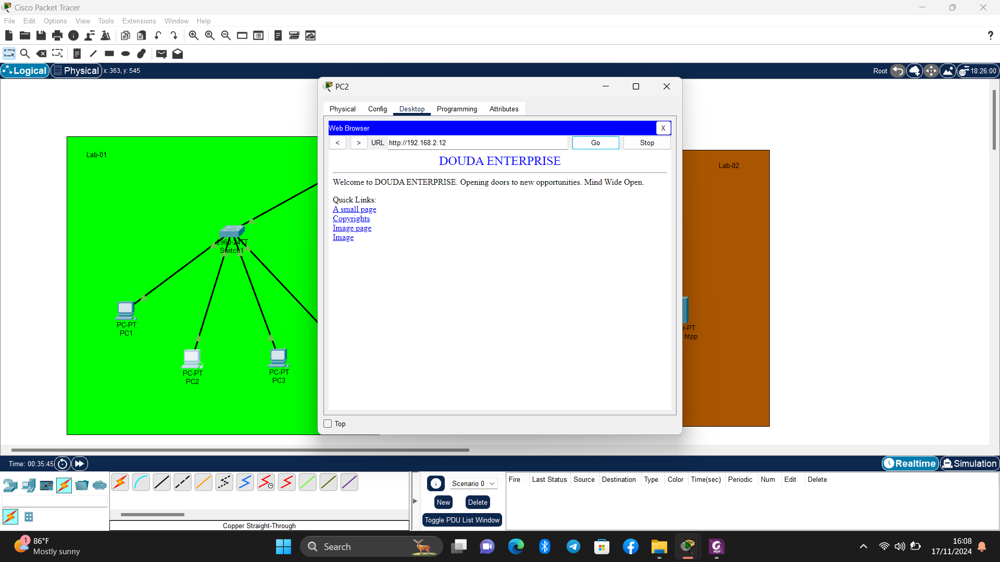 Cisco Packet Tracer
File Edit Options View Tools Extensions Window Help
?
Logical Physical x: 363, y: 545 Root 18:26:00
PC2
Physical Config Desktop Programming Attributes
Web Browser X
< > URL http://192.168.2.12 Go Stop
DOUDA ENTERPRISE
Welcome to DOUDA ENTERPRISE. Opening doors to new opportunities. Mind Wide Open.
Quick Links:
A small page
Copyrights
Image page
Image
Top
Lab-01
2960-24TT
Switch1
PC-PT
PC1
PC-PT
PC2
PC-PT
PC3
Lab-02
r-PT
htpp
Time: 00:35:45 Realtime Simulation
Copper Straight-Through
Scenario 0
New Delete
Toggle PDU List Window
Fire Last Status Source Destination Type Color Time(sec) Periodic Num Edit Delete
1
86°F
Mostly sunny
Search
PDF
16:08
17/11/2024